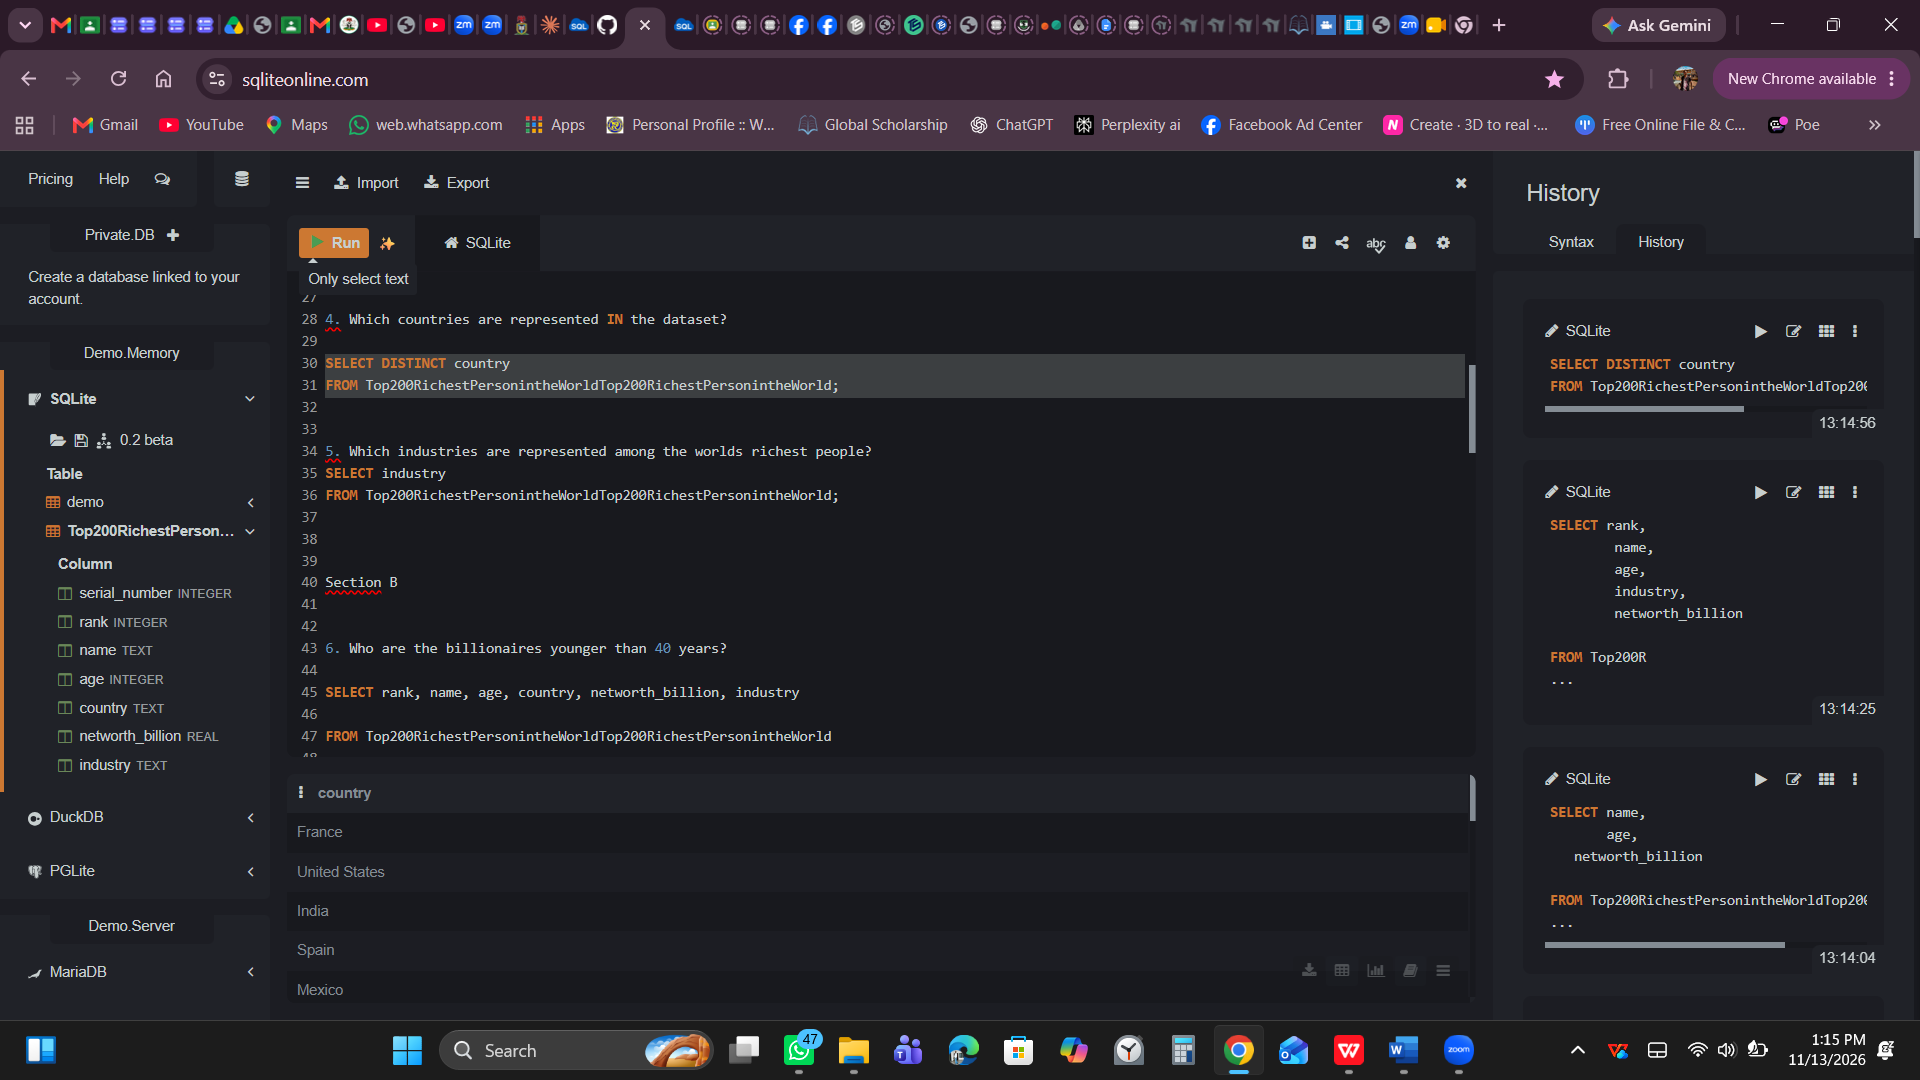 Ask Gemini
sqliteonline.com
New Chrome available
Gmail
YouTube
Maps
web.whatsapp.com
Apps
Personal Profile :: W...
Global Scholarship
ChatGPT
Perplexity ai
Facebook Ad Center
Create · 3D to real ·...
Free Online File & C...
Poe
Pricing
Help
Import
Export
Private.DB
Create a database linked to your
account.
Demo.Memory
SQLite
0.2 beta
Table
demo
Top200RichestPerson...
Column
serial_number INTEGER
rank INTEGER
name TEXT
age INTEGER
country TEXT
networth_billion REAL
industry TEXT
DuckDB
PGLite
Demo.Server
MariaDB
Run
SQLite
Only select text
27
28 4. Which countries are represented IN the dataset?
29
30 SELECT DISTINCT country
31 FROM Top200RichestPersonintheWorldTop200RichestPersonintheWorld;
32
33
34 5. Which industries are represented among the worlds richest people?
35 SELECT industry
36 FROM Top200RichestPersonintheWorldTop200RichestPersonintheWorld;
37
38
39
40 Section B
41
42
43 6. Who are the billionaires younger than 40 years?
44
45 SELECT rank, name, age, country, networth_billion, industry
46
47 FROM Top200RichestPersonintheWorldTop200RichestPersonintheWorld
48
country
France
United States
India
Spain
Mexico
History
Syntax
History
SQLite
SELECT DISTINCT country
FROM Top200RichestPersonintheWorldTop200
13:14:56
SQLite
SELECT rank,
name,
age,
industry,
networth_billion
FROM Top200R
...
13:14:25
SQLite
SELECT name,
age,
networth_billion
FROM Top200RichestPersonintheWorldTop200
...
13:14:04
Search
47
zoom
1:15 PM
11/13/2026